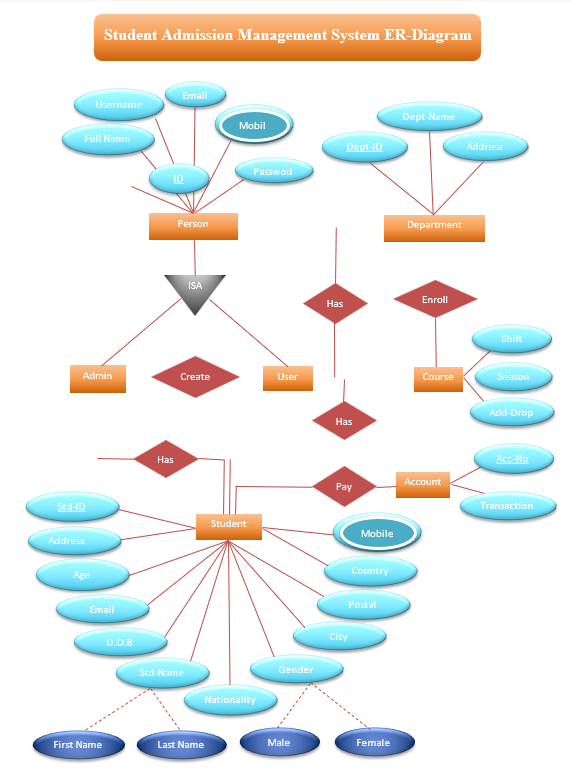 Student Admission Management System ER-Diagram
Email
Username
Mobil
Full Name
ID
Passwod
Dept-Name
Dept-ID
Address
Person
Department
ISA
Has
Enroll
Shift
Admin
Create
User
Course
Season
Add-Drop
Has
Has
Acc-No
Pay
Account
Transaction
Std-ID
Student
Mobile
Address
Country
Age
Postal
Email
City
D.O.B
Std-Name
Gender
Nationality
First Name
Last Name
Male
Female